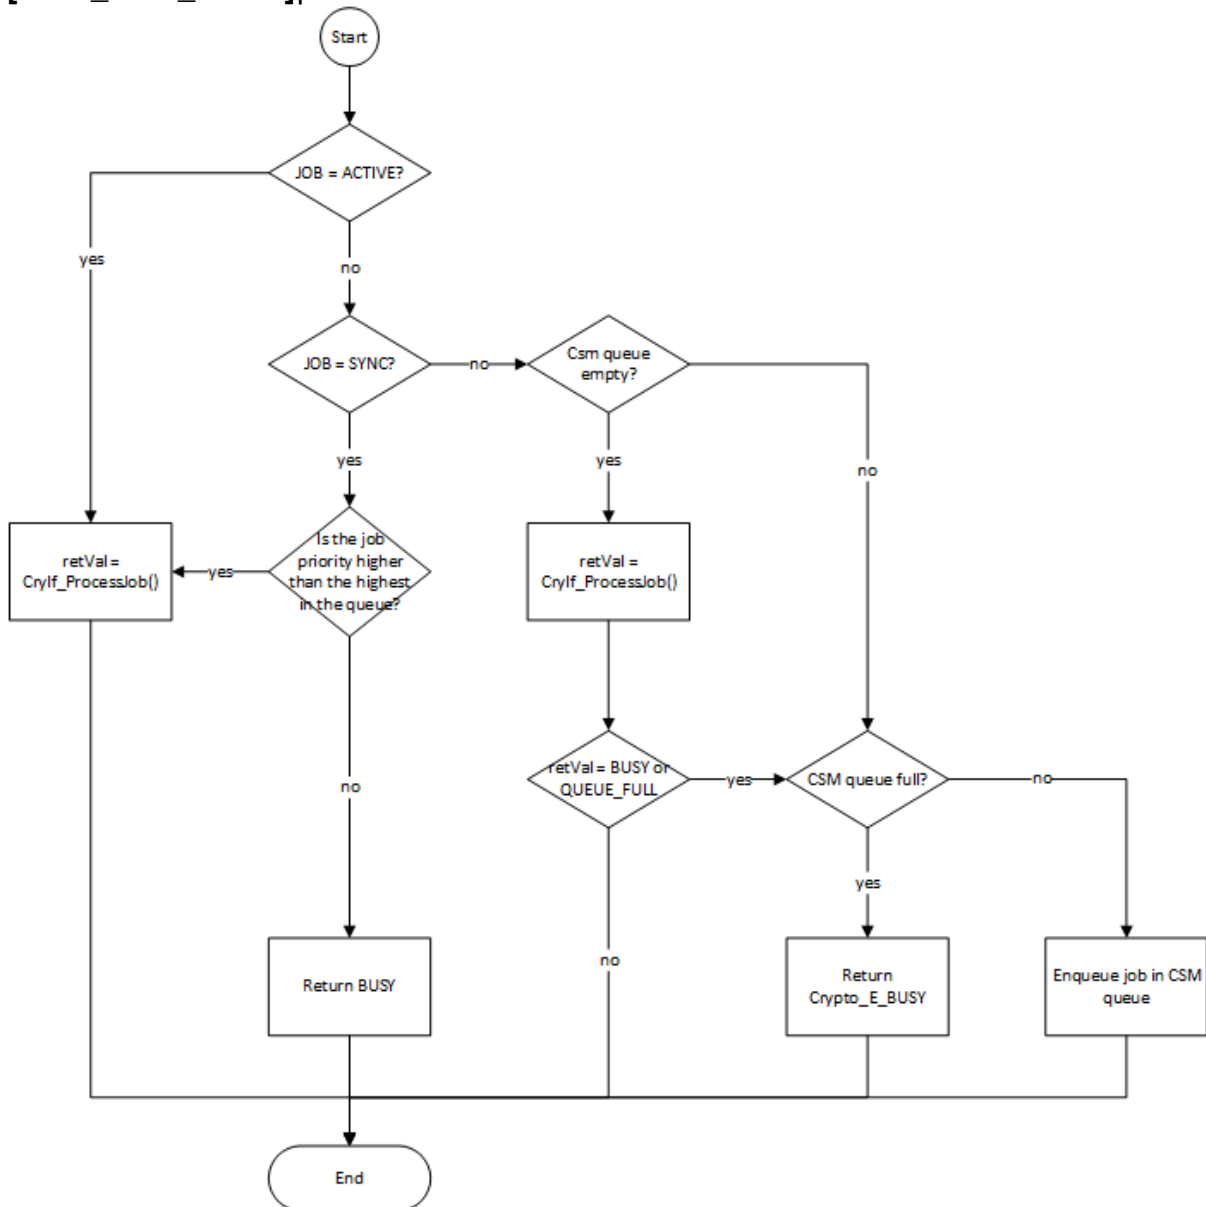 Start
JOB = ACTIVE?
yes
no
JOB = SYNC?
no
Csm queue
empty?
yes
yes
no
retVal =
CryIf_ProcessJob()
yes
Is the job
priority higher
than the highest
in the queue?
retVal =
CryIf_ProcessJob()
no
retVal = BUSY or
QUEUE_FULL
yes
CSM queue full?
no
yes
no
Return BUSY
Return
Crypto_E_BUSY
Enqueue job in CSM
queue
End